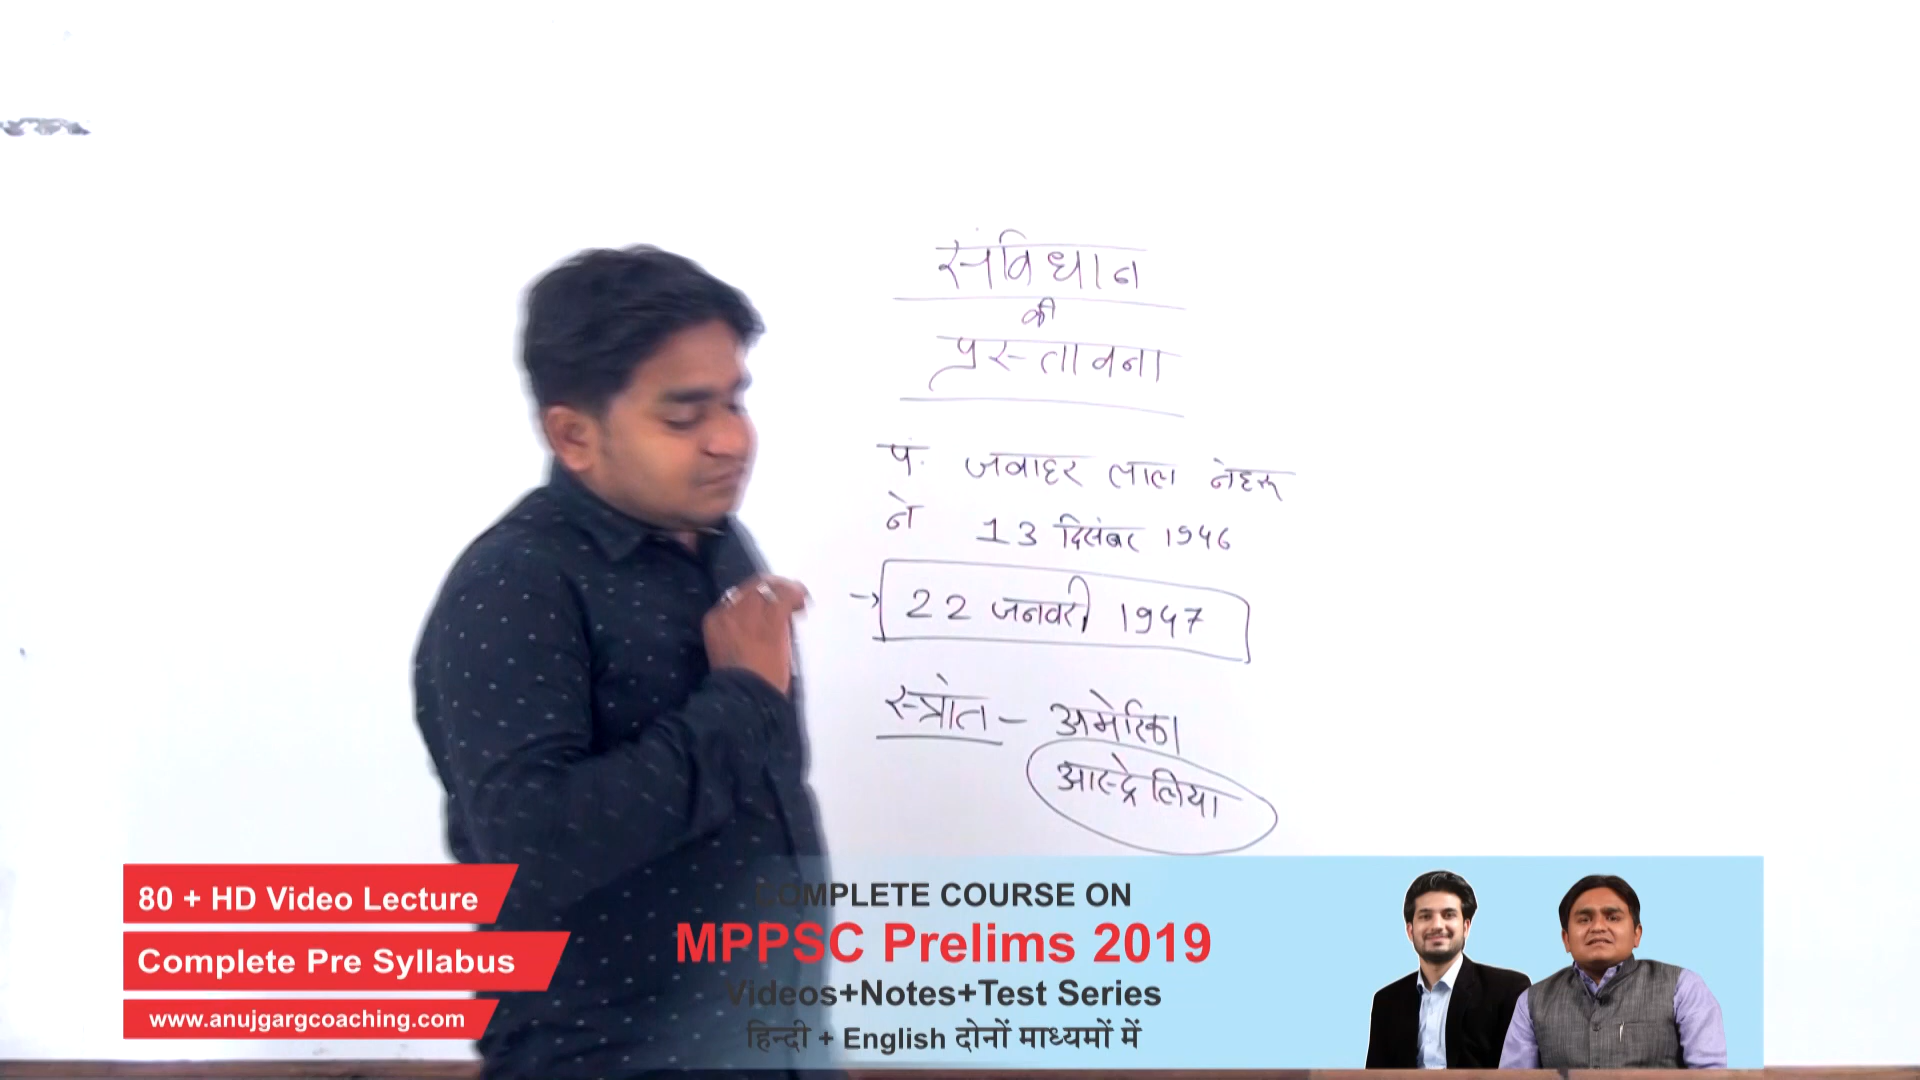 संविधान
की
प्रस्तावना
पं. जवाहर लाल नेहरू
ने 13 दिसंबर 1946
→ 22 जनवरी 1947
स्त्रोत - अमेरिका
आस्ट्रेलिया
80 + HD Video Lecture
Complete Pre Syllabus
www.anujgargcoaching.com
COMPLETE COURSE ON
MPPSC Prelims 2019
Videos+Notes+Test Series
हिन्दी + English दोनों माध्यमों में